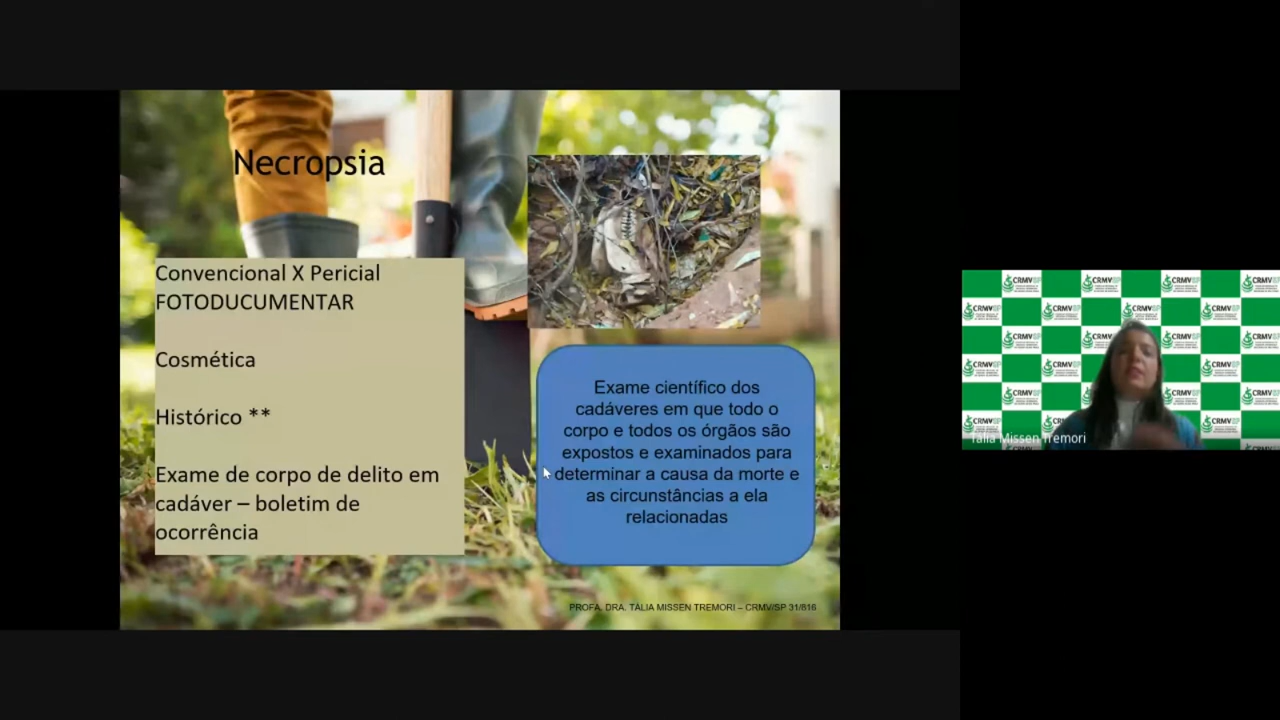 Necropsia
Convencional X Pericial
FOTODUCUMENTAR
Cosmética
Histórico **
Exame de corpo de delito em
cadáver – boletim de
ocorrência
Exame científico dos
cadáveres em que todo o
corpo e todos os órgãos são
expostos e examinados para
determinar a causa da morte e
as circunstâncias a ela
relacionadas
PROFA. DRA. TÁLIA MISSEN TREMORI – CRMV/SP 31/816
CRMVSP
Tália Missen Tremori